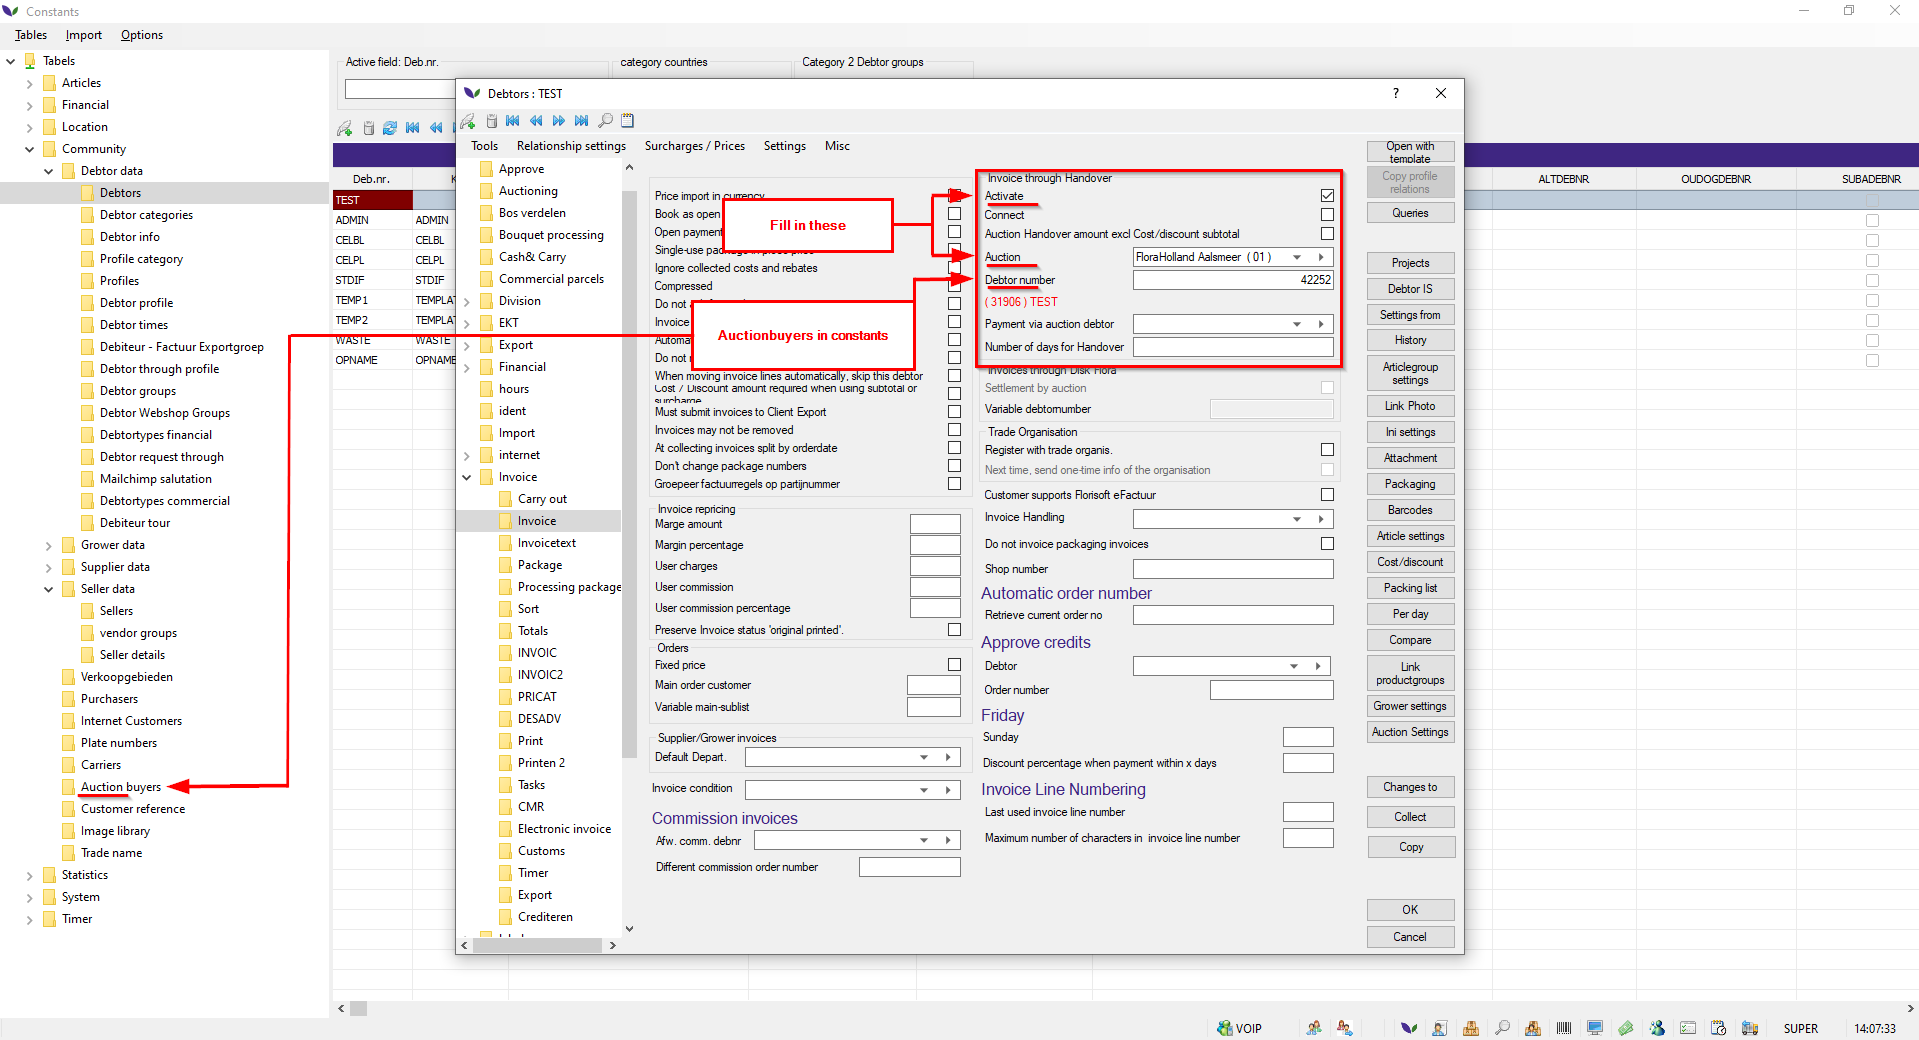 Constants
Tables Import Options
Tabels
Articles
Financial
Location
Community
Debtor data
Debtors
Debtor categories
Debtor info
Profile category
Profiles
Debtor profile
Debtor times
Debiteur - Factuur Exportgroep
Debtor through profile
Debtor groups
Debtor Webshop Groups
Debtortypes financial
Debtor request through
Mailchimp salutation
Debtortypes commercial
Debiteur tour
Grower data
Supplier data
Seller data
Sellers
vendor groups
Seller details
Verkoopgebieden
Purchasers
Internet Customers
Plate numbers
Carriers
Auction buyers
Customer reference
Image library
Trade name
Statistics
System
Timer
Active field: Deb.nr.
category countries
Category 2 Debtor groups
Deb.nr. K
TEST
ADMIN ADMIN
CELBL CELBL
CELPL CELPL
STDIF STDIF
TEMP1 TEMPLAT
TEMP2 TEMPLAT
WASTE WASTE
OPNAME OPNAME
ALTDEBNR OUDOGDEBNR SUBADEBNR
Debtors : TEST
?
Tools Relationship settings Surcharges / Prices Settings Misc
Approve
Auctioning
Bos verdelen
Bouquet processing
Cash& Carry
Commercial parcels
Division
EKT
Export
Financial
hours
ident
Import
internet
Invoice
Carry out
Invoice
Invoicetext
Package
Processing package
Sort
Totals
INVOIC
INVOIC2
PRICAT
DESADV
Print
Printen 2
Tasks
CMR
Electronic invoice
Customs
Timer
Export
Crediteren
Price import in currency
Book as open
Open payment
Single-use package in piece price
Ignore collected costs and rebates
Compressed
Do not
Invoice
Automa
Do not
When moving invoice lines automatically, skip this debtor
Cost / Discount amount required when using subtotal or
surcharge
Must submit invoices to Client Export
Invoices may not be removed
At collecting invoices split by orderdate
Don't change package numbers
Groepeer factuurregels op partijnummer
Fill in these
Auctionbuyers in constants
Invoice repricing
Marge amount
Margin percentage
User charges
User commission
User commission percentage
Preserve Invoice status 'original printed'.
Orders
Fixed price
Main order customer
Variable main-sublist
Supplier/Grower invoices
Default Depart.
Invoice condition
Commission invoices
Afw. comm. debnr
Different commission order number
Invoice through Handover
Activate
Connect
Auction Handover amount excl Cost/discount subtotal
Auction FloraHolland Aalsmeer ( 01 )
Debtor number 42252
( 31906 ) TEST
Payment via auction debtor
Number of days for Handover
Invoices through Disk Flora
Settlement by auction
Variable debtornumber
Trade Organisation
Register with trade organis.
Next time, send one-time info of the organisation
Customer supports Florisoft eFactuur
Invoice Handling
Do not invoice packaging invoices
Shop number
Automatic order number
Retrieve current order no
Approve credits
Debtor
Order number
Friday
Sunday
Discount percentage when payment within x days
Invoice Line Numbering
Last used invoice line number
Maximum number of characters in invoice line number
Open with
template
Copy profile
relations
Queries
Projects
Debtor IS
Settings from
History
Articlegroup
settings
Link Photo
Ini settings
Attachment
Packaging
Barcodes
Article settings
Cost/discount
Packing list
Per day
Compare
Link
productgroups
Grower settings
Auction Settings
Changes to
Collect
Copy
OK
Cancel
VOIP SUPER 14:07:33